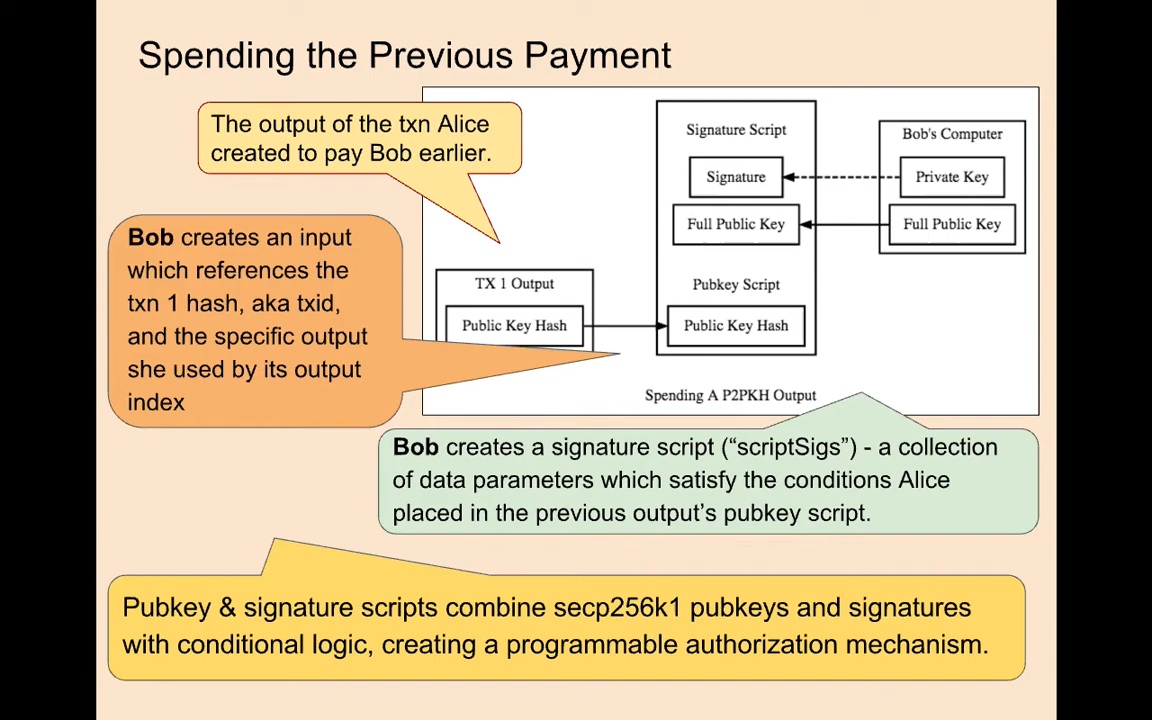 Spending the Previous Payment
The output of the txn Alice
created to pay Bob earlier.
Bob creates an input
which references the
txn 1 hash, aka txid,
and the specific output
she used by its output
index
TX 1 Output
Public Key Hash
Signature Script
Signature
Full Public Key
Pubkey Script
Public Key Hash
Bob's Computer
Private Key
Full Public Key
Spending A P2PKH Output
Bob creates a signature script (“scriptSigs”) - a collection
of data parameters which satisfy the conditions Alice
placed in the previous output’s pubkey script.
Pubkey & signature scripts combine secp256k1 pubkeys and signatures
with conditional logic, creating a programmable authorization mechanism.